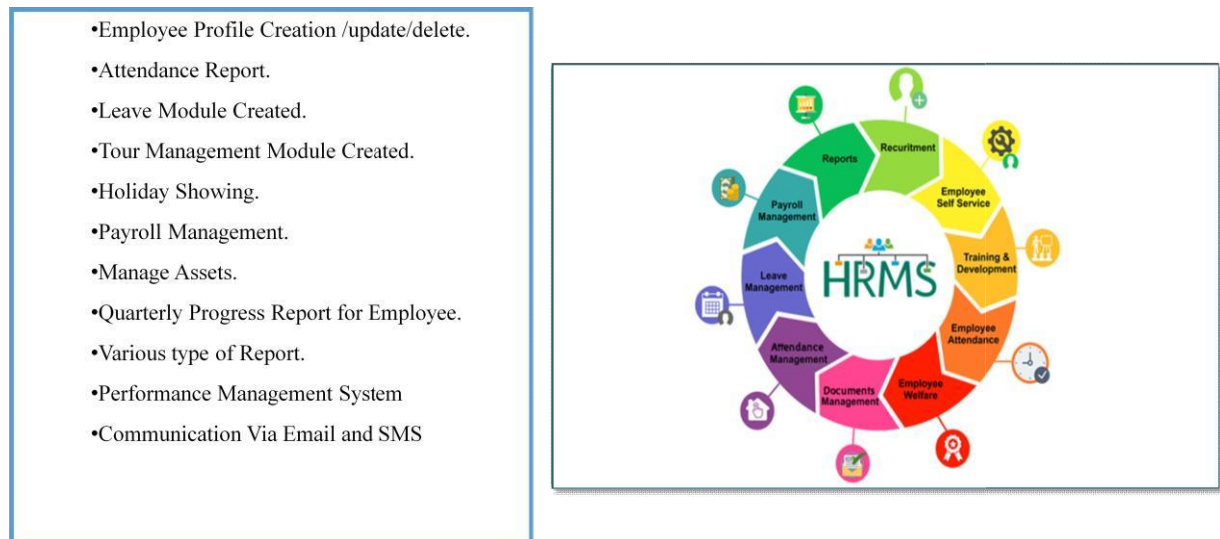 •Employee Profile Creation /update/delete.
•Attendance Report.
•Leave Module Created.
•Tour Management Module Created.
•Holiday Showing.
•Payroll Management.
•Manage Assets.
•Quarterly Progress Report for Employee.
•Various type of Report.
•Performance Management System
•Communication Via Email and SMS
Recuritment
Employee
Self Service
Training &
Development
Employee
Attendance
Employee
Welfare
Documents
Management
Attendance
Management
Leave
Management
Payroll
Management
Reports
HRMS